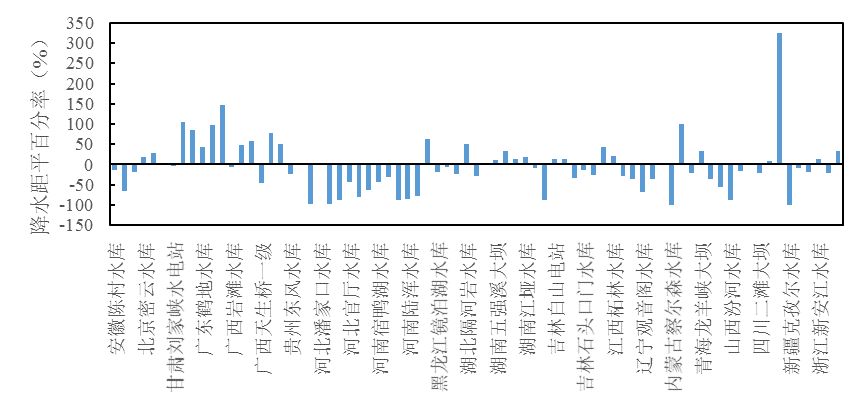 降水距平百分率（%）
350
300
250
200
150
100
50
0
-50
-100
-150
安徽陈村水库
北京密云水库
甘肃刘家峡水电站
广东鹤地水库
广西岩滩水库
广西天生桥一级
贵州东风水库
河北潘家口水库
河北官厅水库
河南宿鸭湖水库
河南陆浑水库
黑龙江镜泊湖水库
湖北隔河岩水库
湖南五强溪大坝
湖南江垭水库
吉林白山电站
吉林石头口门水库
江西柘林水库
辽宁观音阁水库
内蒙古察尔森水库
青海龙羊峡大坝
山西汾河水库
四川二滩大坝
新疆克孜尔水库
浙江新安江水库